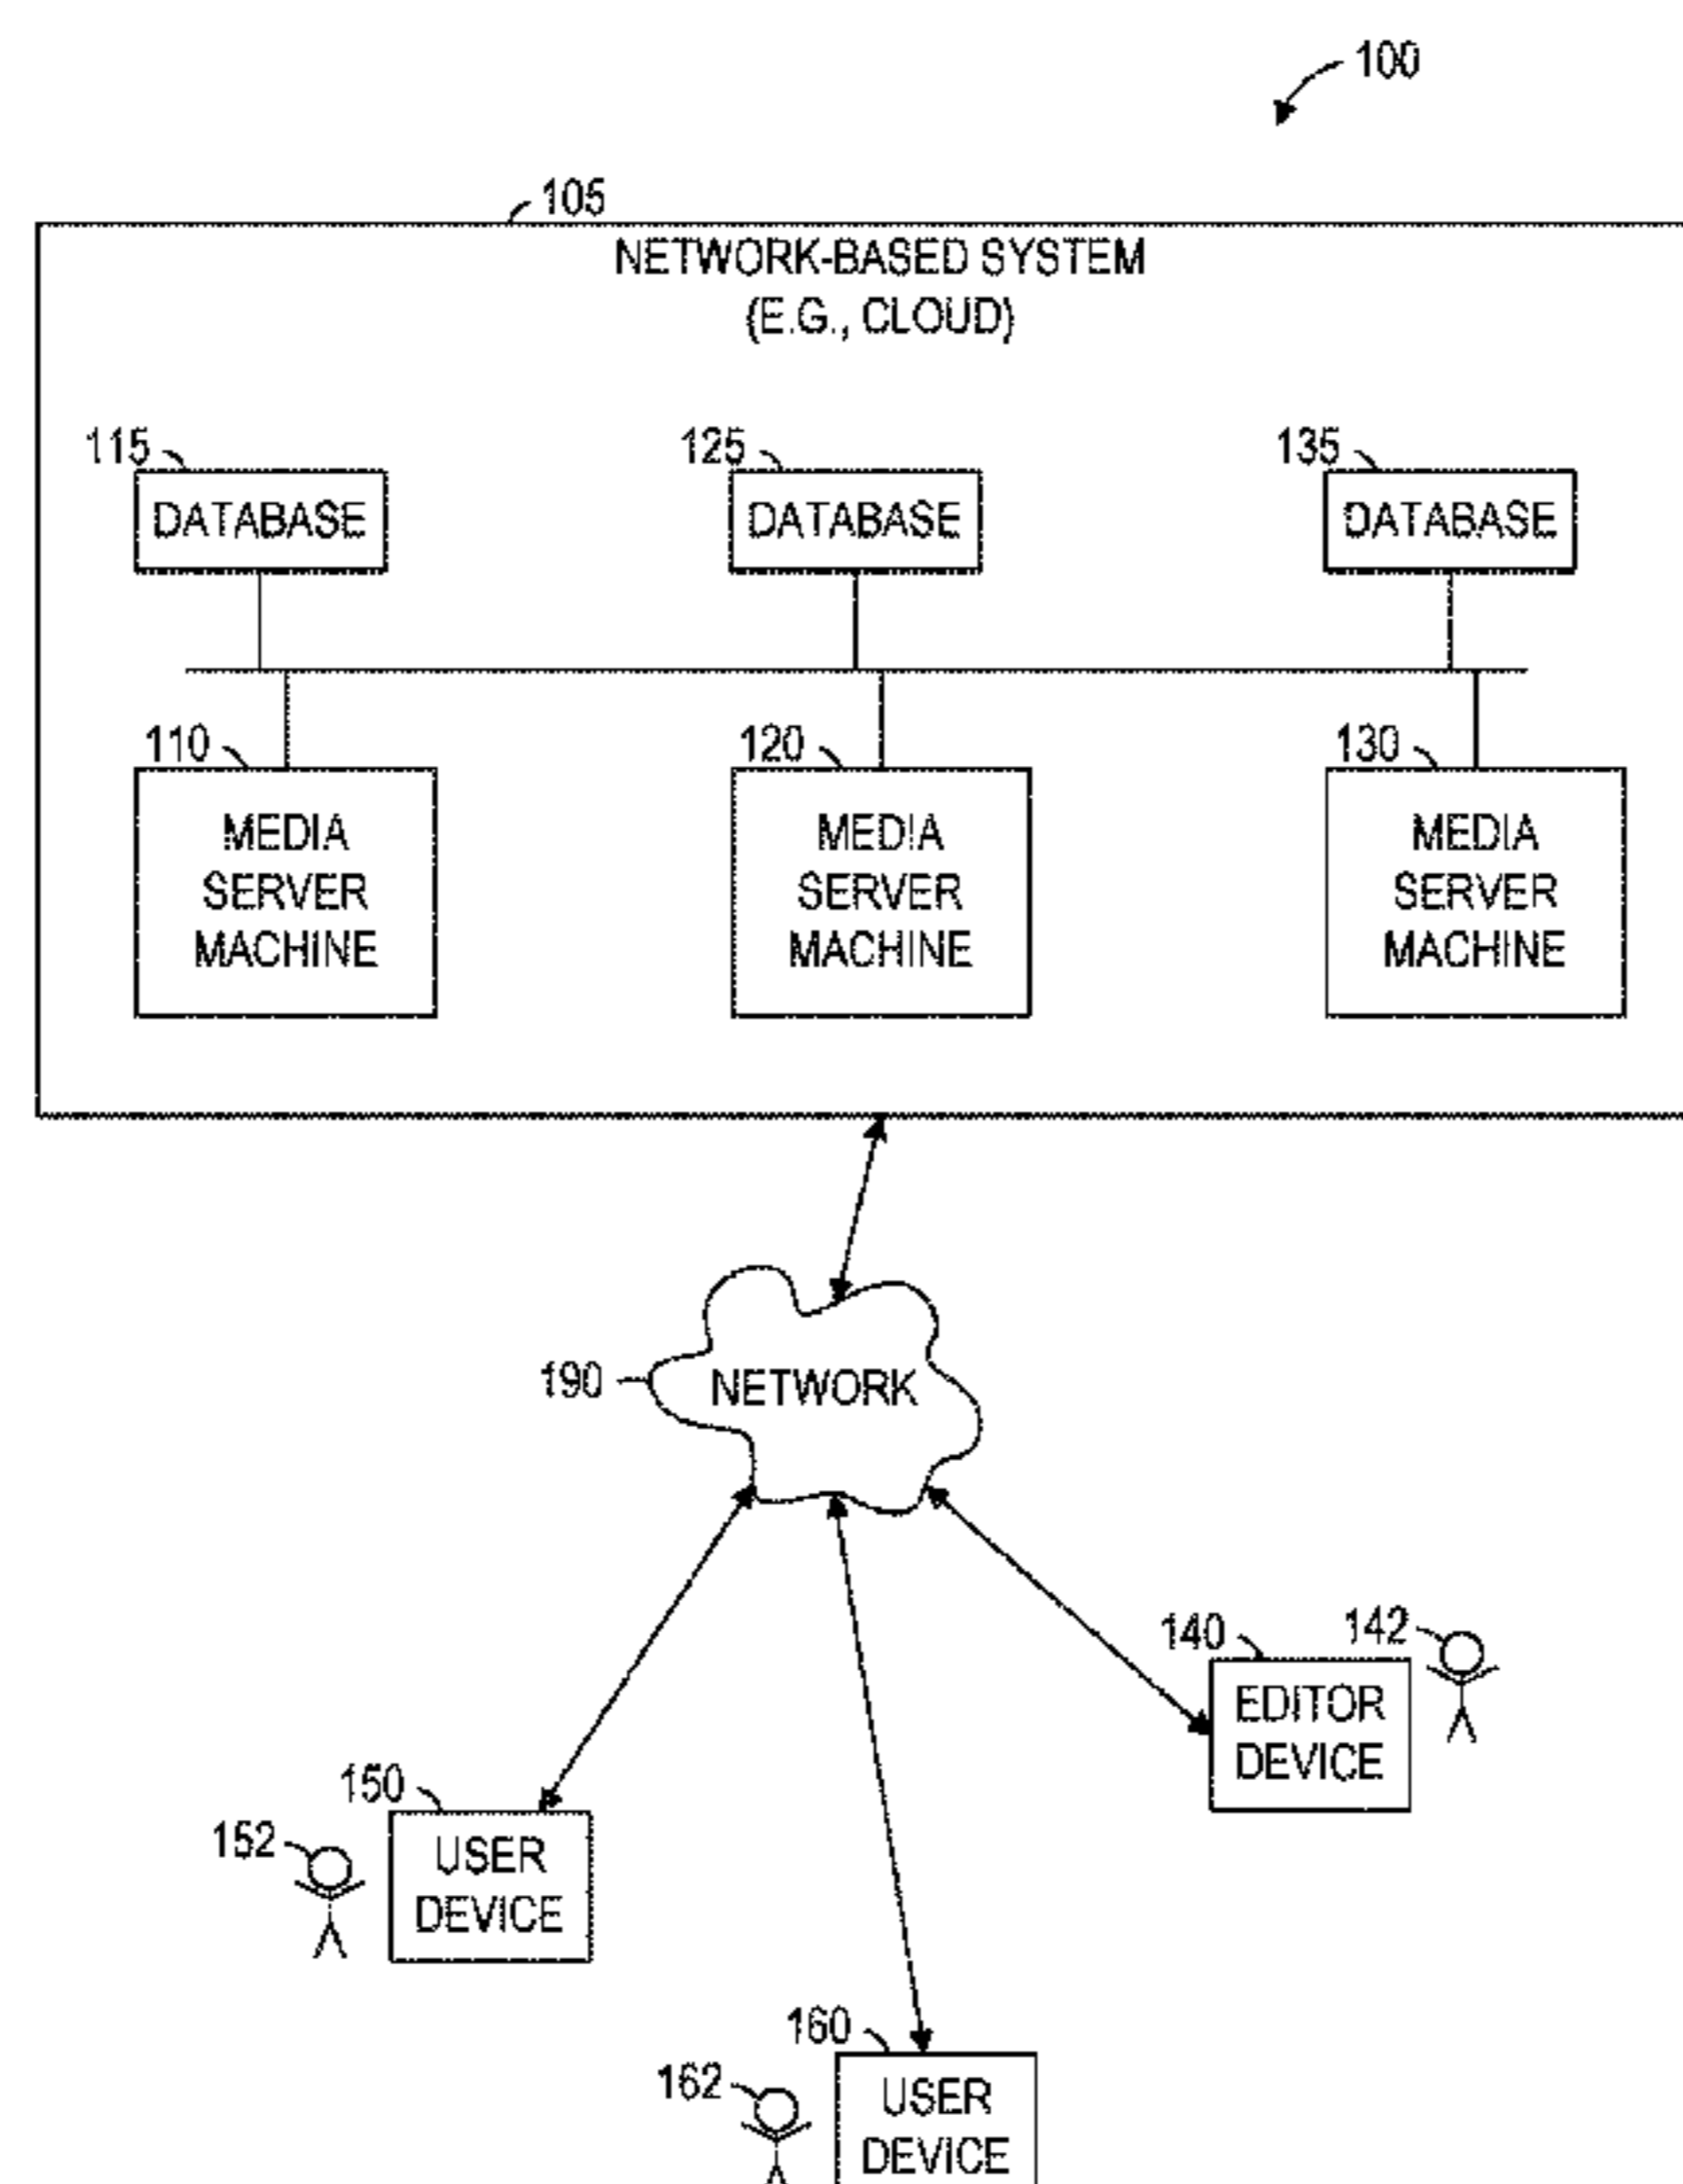 100
105
NETWORK-BASED SYSTEM
(E.G., CLOUD)
115
125
135
DATABASE
DATABASE
DATABASE
110
120
130
MEDIA
SERVER
MACHINE
MEDIA
SERVER
MACHINE
MEDIA
SERVER
MACHINE
190
NETWORK
140
142
EDITOR
DEVICE
150
152
USER
DEVICE
160
162
USER
DEVICE